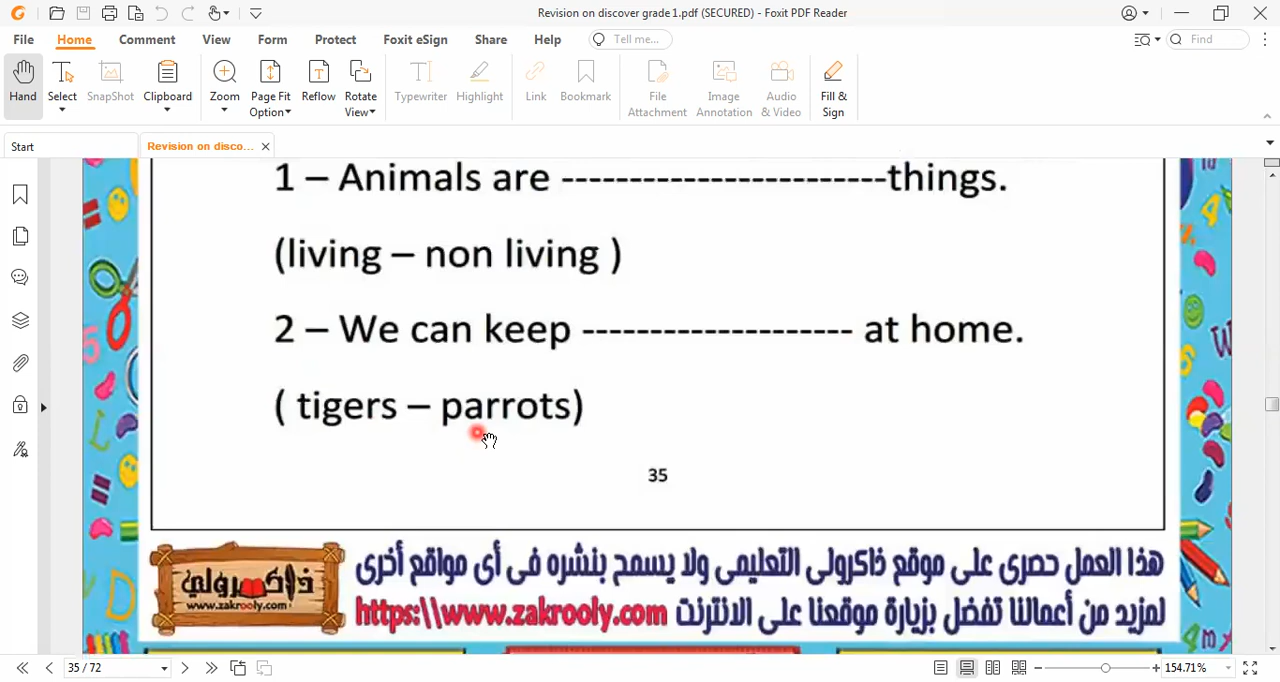 Revision on discover grade1.pdf (SECURED) - Foxit PDF Reader
File Home Comment View Form Protect Foxit eSign Share Help Tell me... Find
Hand Select SnapShot Clipboard Zoom Page Fit Option Reflow Rotate View Typewriter Highlight Link Bookmark File Attachment Image Annotation Audio & Video Fill & Sign
Start Revision on disco...
1 – Animals are ------------------------things.
(living – non living )
2 – We can keep -------------------- at home.
( tigers – parrots)
35
هذا العمل حصرى على موقع ذاكرولى التعليمى ولا يسمح بنشره فى أى مواقع أخرى
ذاكرولي
www.zakrooly.com
لمزيد من أعمالنا تفضل بزيارة موقعنا على الانترنت https:\\www.zakrooly.com
35 / 72
154.71%